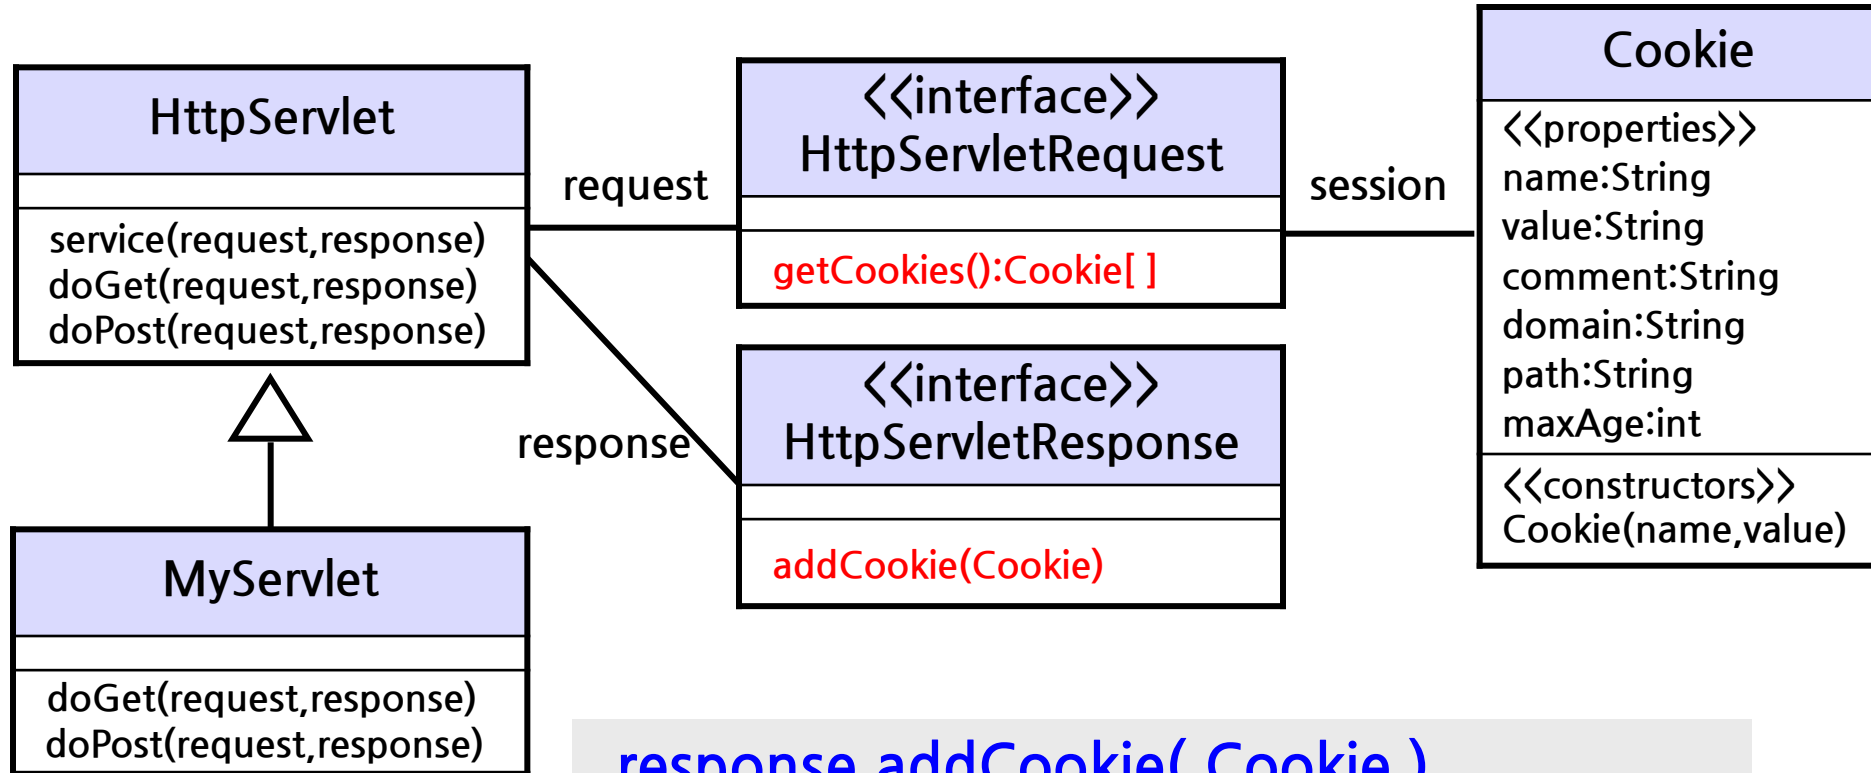 HttpServlet
service(request,response)
doGet(request,response)
doPost(request,response)
request
response
<<interface>>
HttpServletRequest
getCookies():Cookie[ ]
<<interface>>
HttpServletResponse
addCookie(Cookie)
session
Cookie
<<properties>>
name:String
value:String
comment:String
domain:String
path:String
maxAge:int
<<constructors>>
Cookie(name,value)
MyServlet
doGet(request,response)
doPost(request,response)
response.addCookie( Cookie )